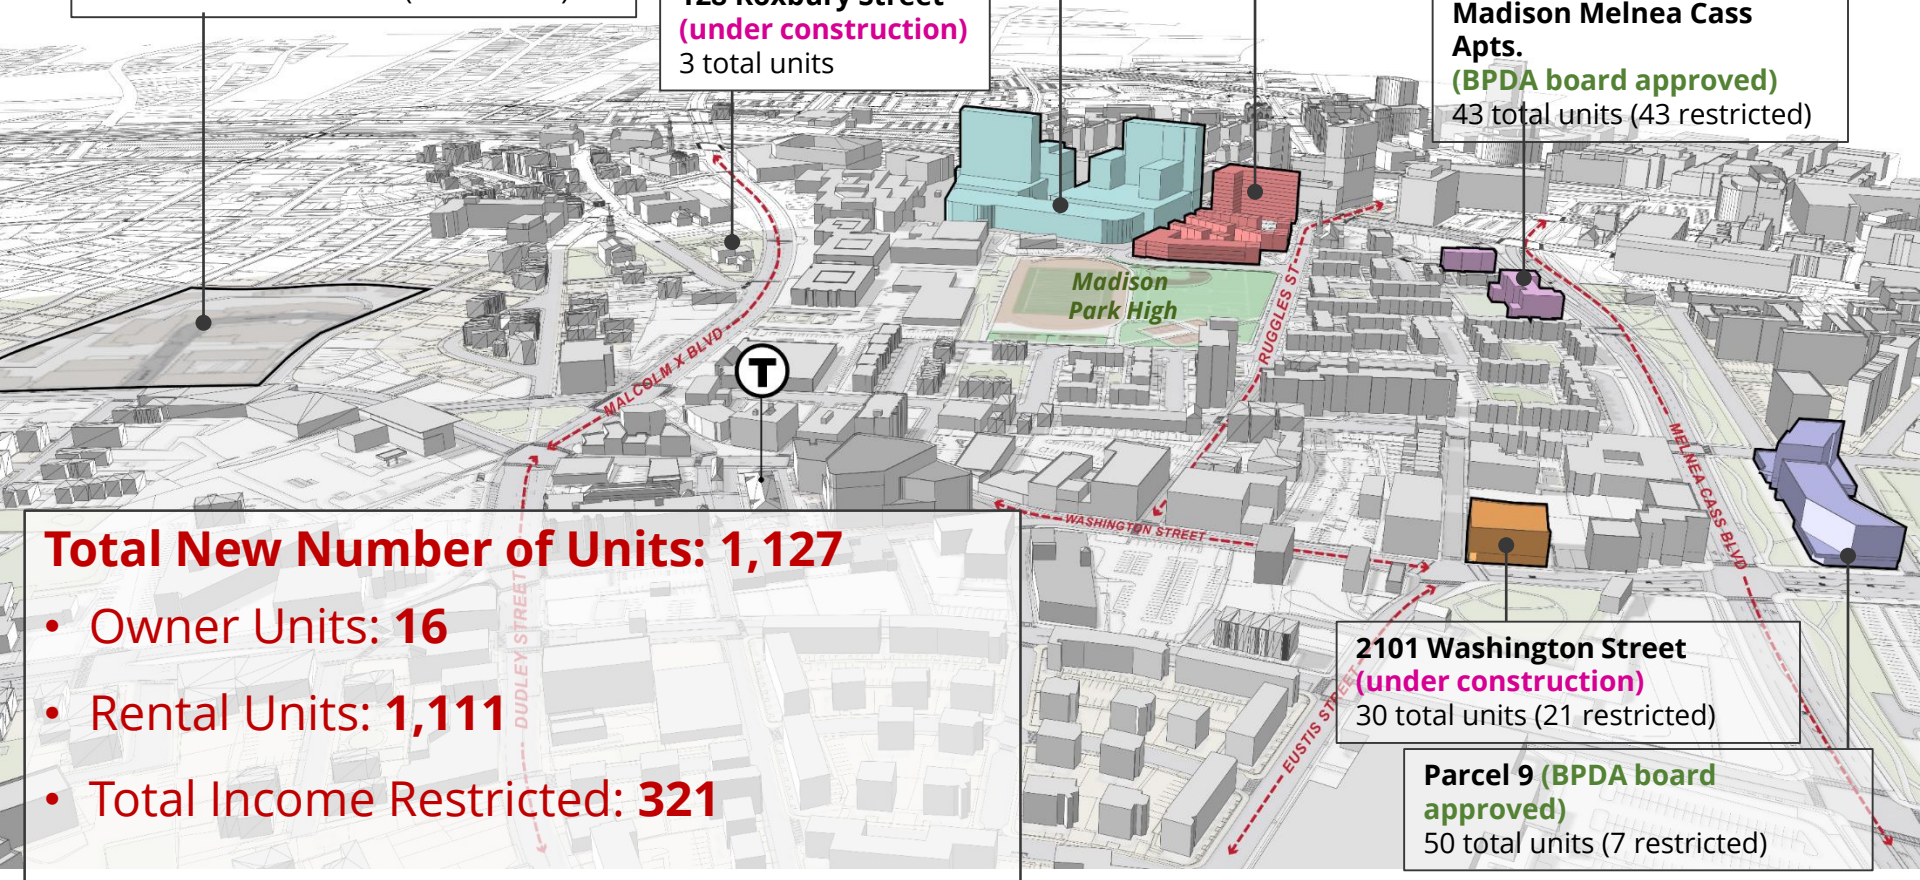 128 Roxbury Street
(under construction)
3 total units
Madison Melnea Cass
Apts.
(BPDA board approved)
43 total units (43 restricted)
Madison
Park High
RUGGLES ST
MALCOLM X BLVD
T
MELNEA CASS BLVD
WASHINGTON STREET
Total New Number of Units: 1,127
• Owner Units: 16
• Rental Units: 1,111
• Total Income Restricted: 321
DUDLEY STREET
EUSTIS STREET
2101 Washington Street
(under construction)
30 total units (21 restricted)
Parcel 9 (BPDA board
approved)
50 total units (7 restricted)